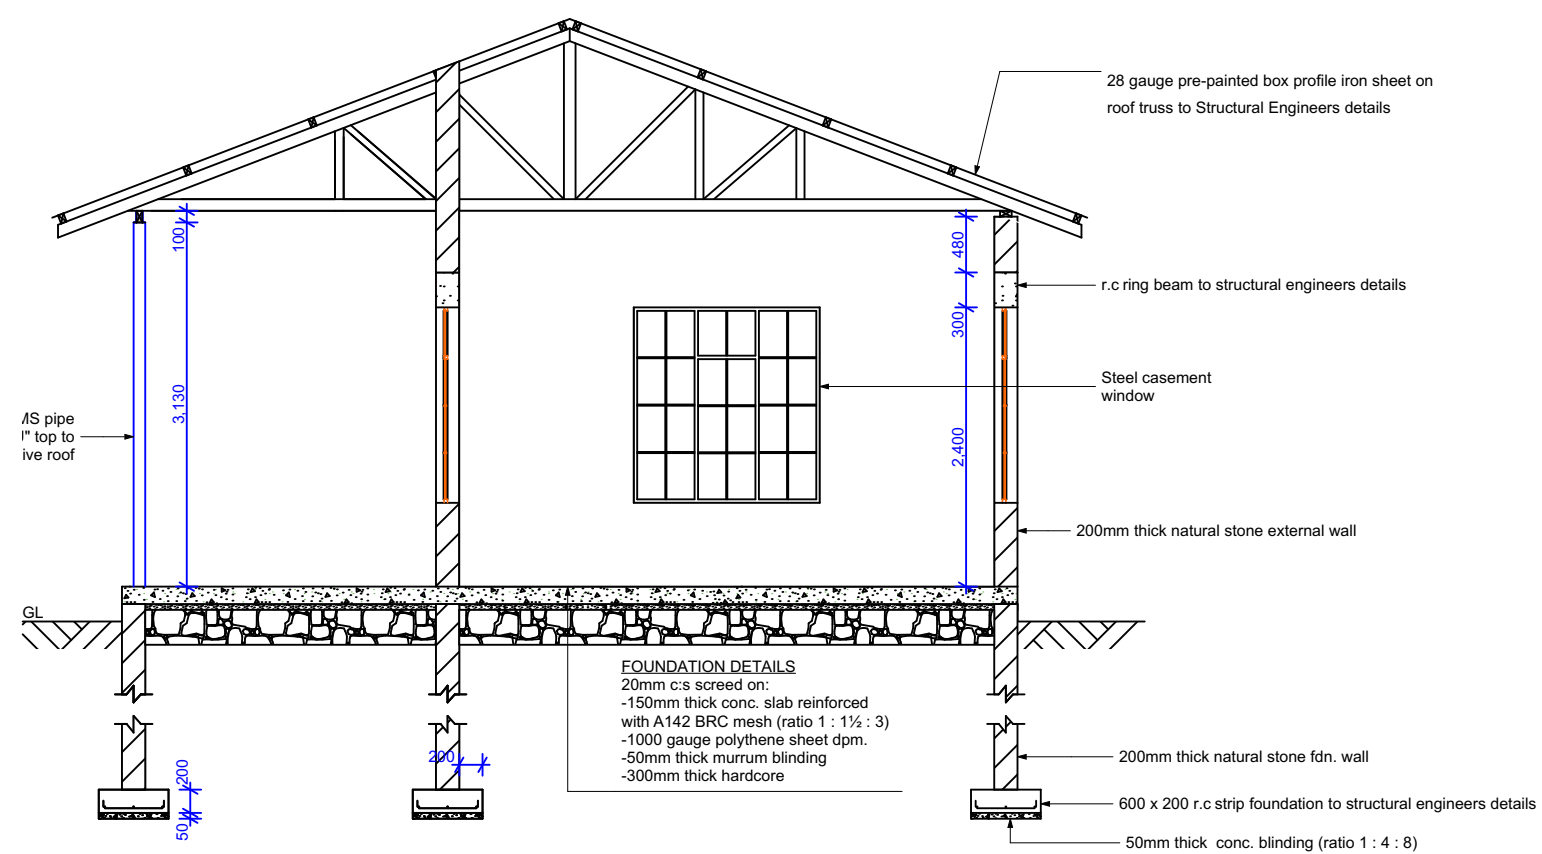 28 gauge pre-painted box profile iron sheet on
roof truss to Structural Engineers details
100
480
r.c ring beam to structural engineers details
300
Steel casement
window
3,130
MS pipe
top to
roof
2,400
200mm thick natural stone external wall
GL
FOUNDATION DETAILS
20mm c:s screed on:
-150mm thick conc. slab reinforced
with A142 BRC mesh (ratio 1 : 1½ : 3)
-1000 gauge polythene sheet dpm.
-50mm thick murrum blinding
-300mm thick hardcore
200
200mm thick natural stone fdn. wall
200
50
600 x 200 r.c strip foundation to structural engineers details
50mm thick conc. blinding (ratio 1 : 4 : 8)